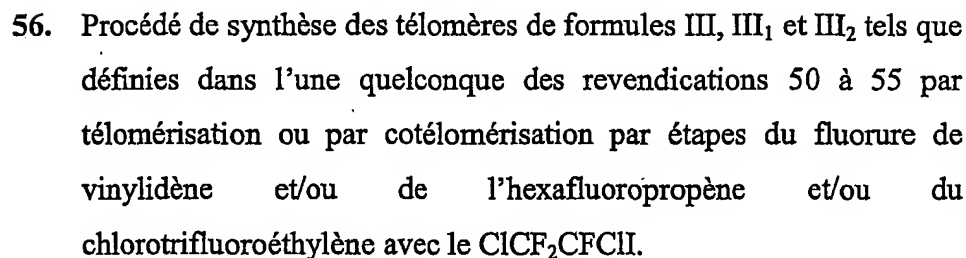 56. Procédé de synthèse des télomères de formules III, III₁ et III₂ tels que
définies dans l'une quelconque des revendications 50 à 55 par
télomérisation ou par cotélomérisation par étapes du fluorure de
vinylidène et/ou de l'hexafluoropropène et/ou du
chlorotrifluoroéthylène avec le ClCF₂CFClI.